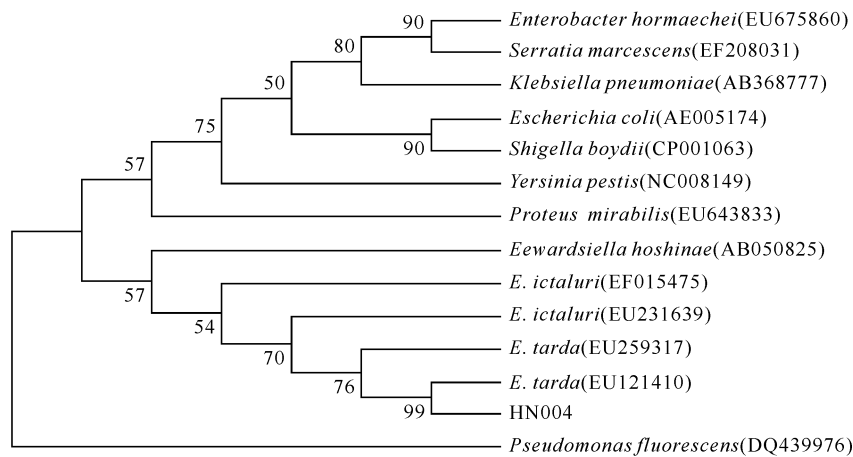 90
Enterobacter hormaechei(EU675860)
80
Serratia marcescens(EF208031)
50
Klebsiella pneumoniae(AB368777)
75
Escherichia coli(AE005174)
90
Shigella boydii(CP001063)
57
Yersinia pestis(NC008149)
Proteus mirabilis(EU643833)
Eewardsiella hoshinae(AB050825)
57
E. ictaluri(EF015475)
54
E. ictaluri(EU231639)
70
E. tarda(EU259317)
76
E. tarda(EU121410)
99
HN004
Pseudomonas fluorescens(DQ439976)